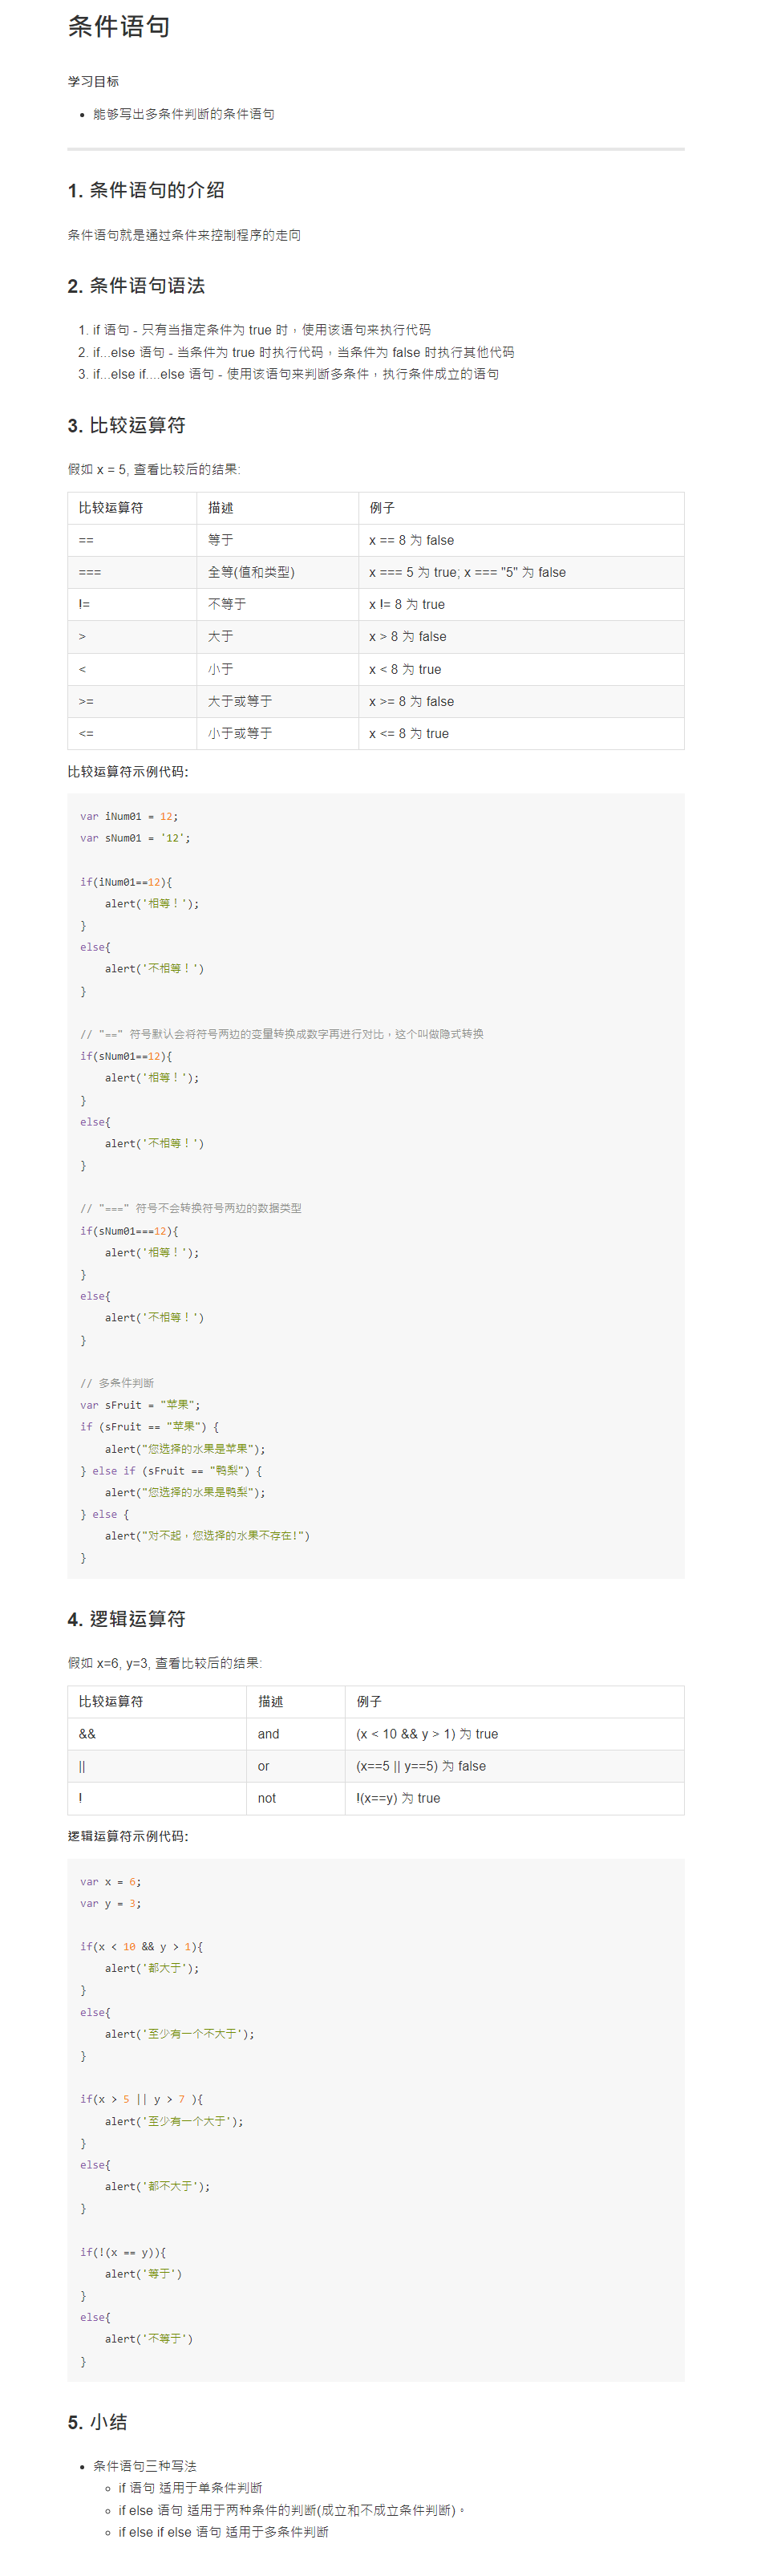 条件语句
学习目标
• 能够写出多条件判断的条件语句
1. 条件语句的介绍
条件语句就是通过条件来控制程序的走向
2. 条件语句语法
1. if 语句 - 只有当指定条件为 true 时，使用该语句来执行代码
2. if...else 语句 - 当条件为 true 时执行代码，当条件为 false 时执行其他代码
3. if...else if....else 语句 - 使用该语句来判断多条件，执行条件成立的语句
3. 比较运算符
假如 x = 5, 查看比较后的结果:
比较运算符 描述 例子
== 等于 x == 8 为 false
=== 全等(值和类型) x === 5 为 true; x === "5" 为 false
!= 不等于 x != 8 为 true
> 大于 x > 8 为 false
< 小于 x < 8 为 true
>= 大于或等于 x >= 8 为 false
<= 小于或等于 x <= 8 为 true
比较运算符示例代码:
var iNum01 = 12;
var sNum01 = '12';
if(iNum01==12){
    alert('相等！');
}
else{
    alert('不相等！')
}
// "==" 符号默认会将符号两边的变量转换成数字再进行对比，这个叫做隐式转换
if(sNum01==12){
    alert('相等！');
}
else{
    alert('不相等！')
}
// "===" 符号不会转换符号两边的数据类型
if(sNum01===12){
    alert('相等！');
}
else{
    alert('不相等！')
}
// 多条件判断
var sFruit = "苹果";
if (sFruit == "苹果") {
    alert("您选择的水果是苹果");
} else if (sFruit == "鸭梨") {
    alert("您选择的水果是鸭梨");
} else {
    alert("对不起，您选择的水果不存在!")
}
4. 逻辑运算符
假如 x=6, y=3, 查看比较后的结果:
比较运算符 描述 例子
&& and (x < 10 && y > 1) 为 true
|| or (x==5 || y==5) 为 false
! not !(x==y) 为 true
逻辑运算符示例代码:
var x = 6;
var y = 3;
if(x < 10 && y > 1){
    alert('都大于');
}
else{
    alert('至少有一个不大于');
}
if(x > 5 || y > 7 ){
    alert('至少有一个大于');
}
else{
    alert('都不大于');
}
if(!(x == y)){
    alert('等于')
}
else{
    alert('不等于')
}
5. 小结
• 条件语句三种写法
◦ if 语句 适用于单条件判断
◦ if else 语句 适用于两种条件的判断(成立和不成立条件判断)。
◦ if else if else 语句 适用于多条件判断